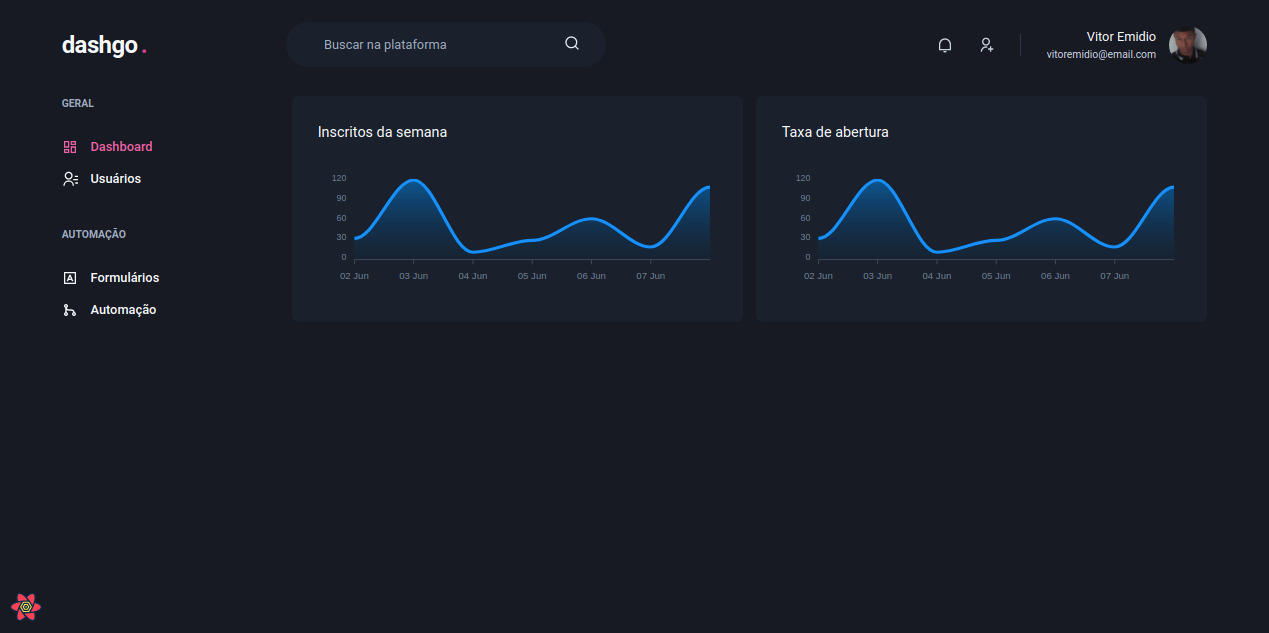 dashgo .
Buscar na plataforma
Vitor Emidio
vitoremidio@email.com
GERAL
Dashboard
Usuários
AUTOMAÇÃO
Formulários
Automação
Inscritos da semana
120
90
60
30
0
02 Jun 03 Jun 04 Jun 05 Jun 06 Jun 07 Jun
Taxa de abertura
120
90
60
30
0
02 Jun 03 Jun 04 Jun 05 Jun 06 Jun 07 Jun